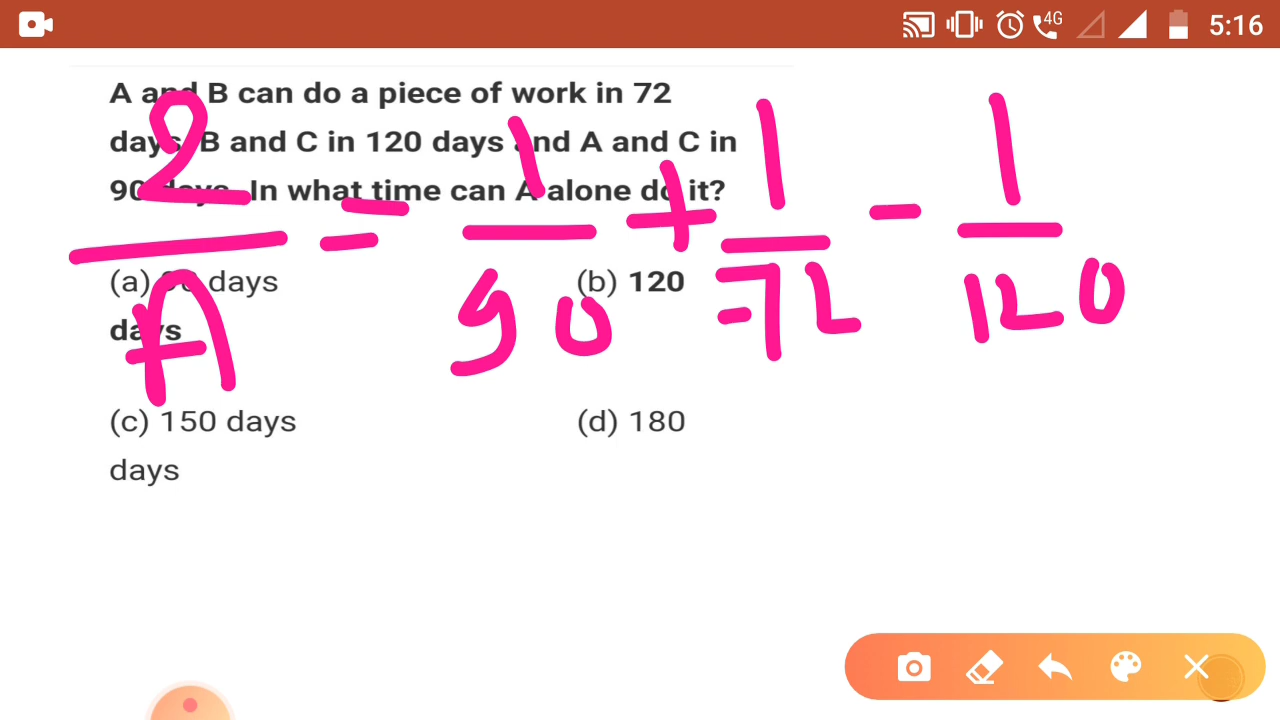 4G 5:16
A and B can do a piece of work in 72
days, B and C in 120 days and A and C in
90 days. In what time can A alone do it?
(a) 90 days (b) 120
days
(c) 150 days (d) 180
days
2/A = 1/90 + 1/72 - 1/120